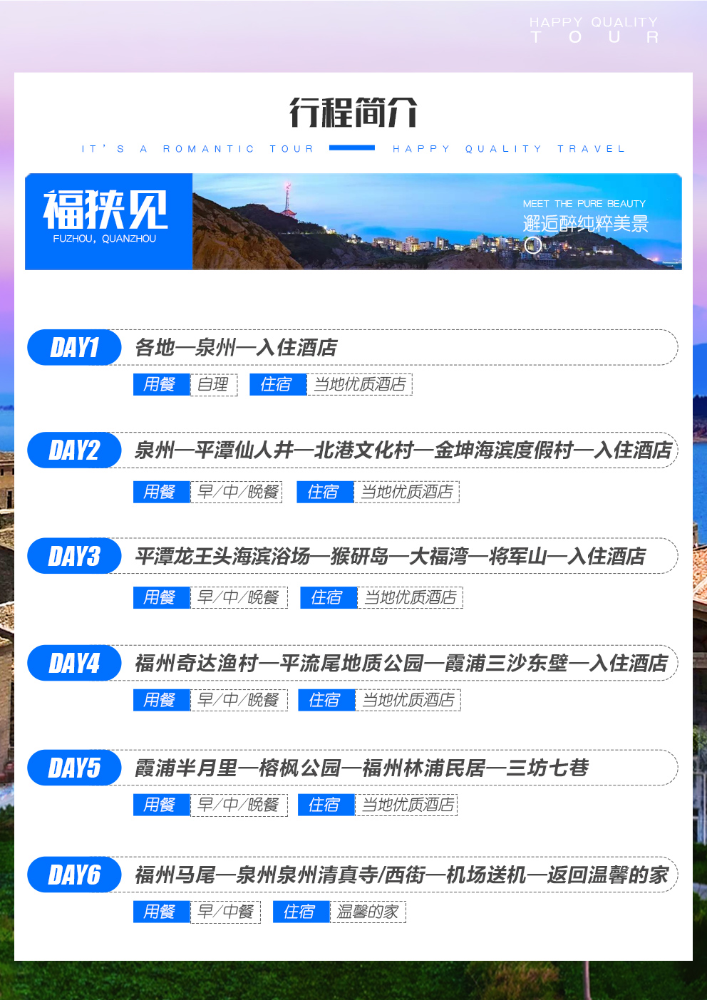 HAPPY QUALITY
TOUR
行程简介
IT'S A ROMANTIC TOUR HAPPY QUALITY TRAVEL
福狭见
FUZHOU, QUANZHOU
MEET THE PURE BEAUTY
邂逅醉纯粹美景
DAY1 各地—泉州—入住酒店
用餐 自理 住宿 当地优质酒店
DAY2 泉州—平潭仙人井—北港文化村—金坤海滨度假村—入住酒店
用餐 早/中/晚餐 住宿 当地优质酒店
DAY3 平潭龙王头海滨浴场—猴研岛—大福湾—将军山—入住酒店
用餐 早/中/晚餐 住宿 当地优质酒店
DAY4 福州奇达渔村—平流尾地质公园—霞浦三沙东壁—入住酒店
用餐 早/中/晚餐 住宿 当地优质酒店
DAY5 霞浦半月里—榕枫公园—福州林浦民居—三坊七巷
用餐 早/中/晚餐 住宿 当地优质酒店
DAY6 福州马尾—泉州泉州清真寺/西街—机场送机—返回温馨的家
用餐 早/中餐 住宿 温馨的家